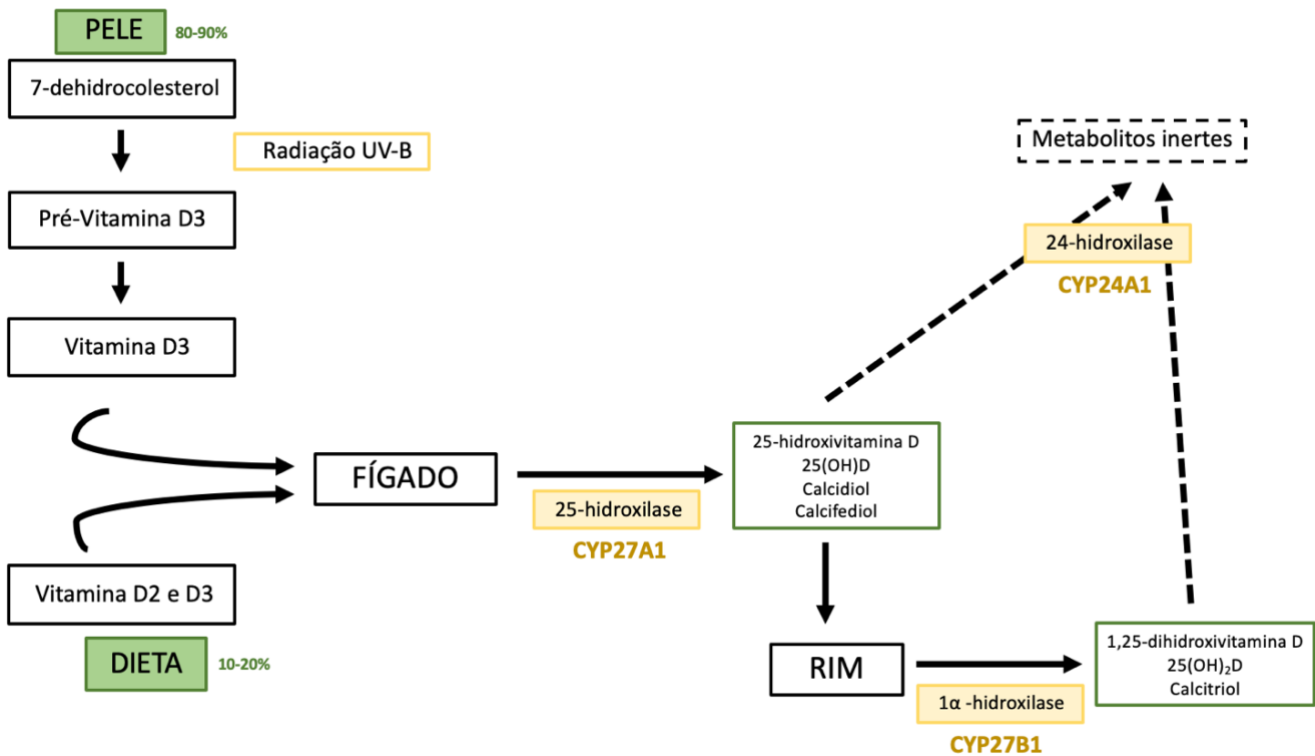 PELE
80-90%
7-dehidrocolesterol
Radiação UV-B
Pré-Vitamina D3
Vitamina D3
Vitamina D2 e D3
DIETA
10-20%
FÍGADO
25-hidroxilase
CYP27A1
25-hidroxivitamina D
25(OH)D
Calcidiol
Calcifediol
RIM
1α -hidroxilase
CYP27B1
1,25-dihidroxivitamina D
25(OH)₂D
Calcitriol
24-hidroxilase
CYP24A1
Metabolitos inertes